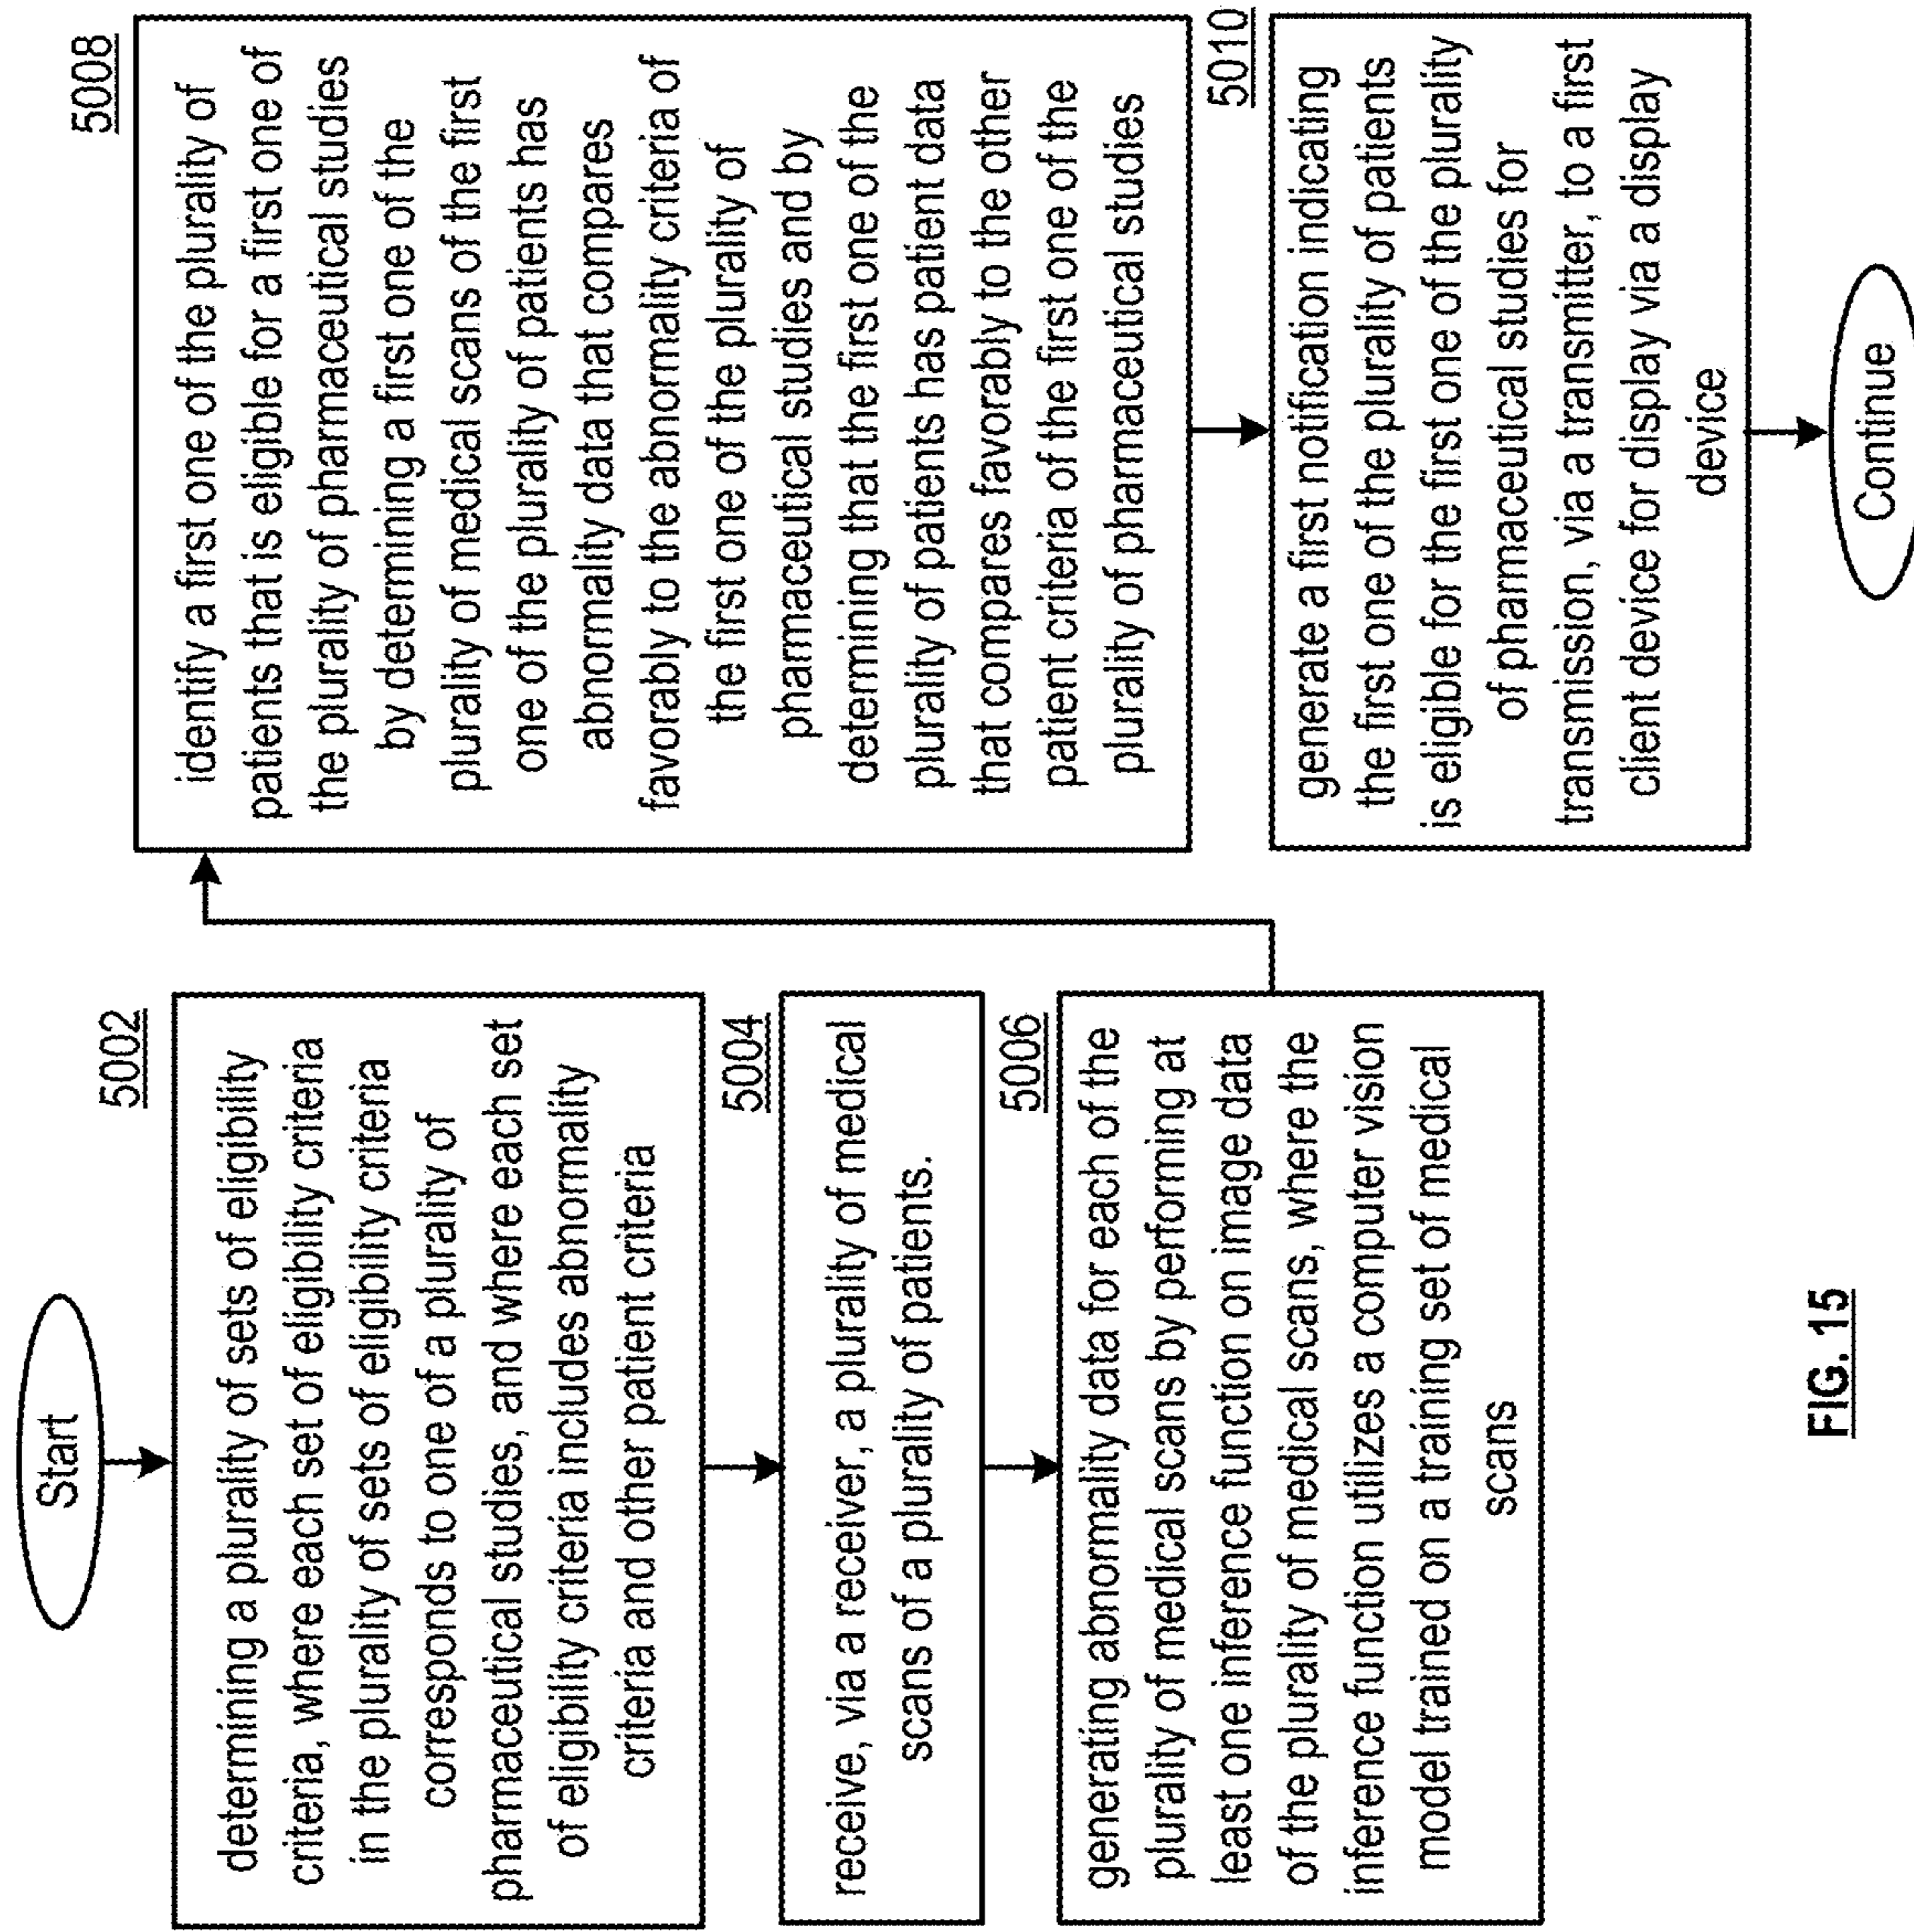 Start
5002
determining a plurality of sets of eligibility
criteria, where each set of eligibility criteria
in the plurality of sets of eligibility criteria
corresponds to one of a plurality of
pharmaceutical studies, and where each set
of eligibility criteria includes abnormality
criteria and other patient criteria
5004
receive, via a receiver, a plurality of medical
scans of a plurality of patients.
5006
generating abnormality data for each of the
plurality of medical scans by performing at
least one inference function on image data
of the plurality of medical scans, where the
inference function utilizes a computer vision
model trained on a training set of medical
scans
5008
identify a first one of the plurality of
patients that is eligible for a first one of
the plurality of pharmaceutical studies
by determining a first one of the
plurality of medical scans of the first
one of the plurality of patients has
abnormality data that compares
favorably to the abnormality criteria of
the first one of the plurality of
pharmaceutical studies and by
determining that the first one of the
plurality of patients has patient data
that compares favorably to the other
patient criteria of the first one of the
plurality of pharmaceutical studies
5010
generate a first notification indicating
the first one of the plurality of patients
is eligible for the first one of the plurality
of pharmaceutical studies for
transmission, via a transmitter, to a first
client device for display via a display
device
Continue
FIG. 15